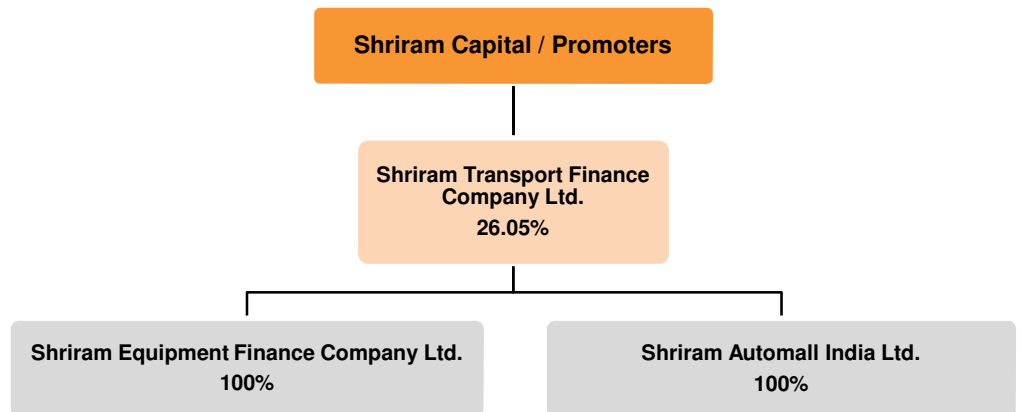 Shriram Capital / Promoters
Shriram Transport Finance
Company Ltd.
26.05%
Shriram Equipment Finance Company Ltd.
100%
Shriram Automall India Ltd.
100%